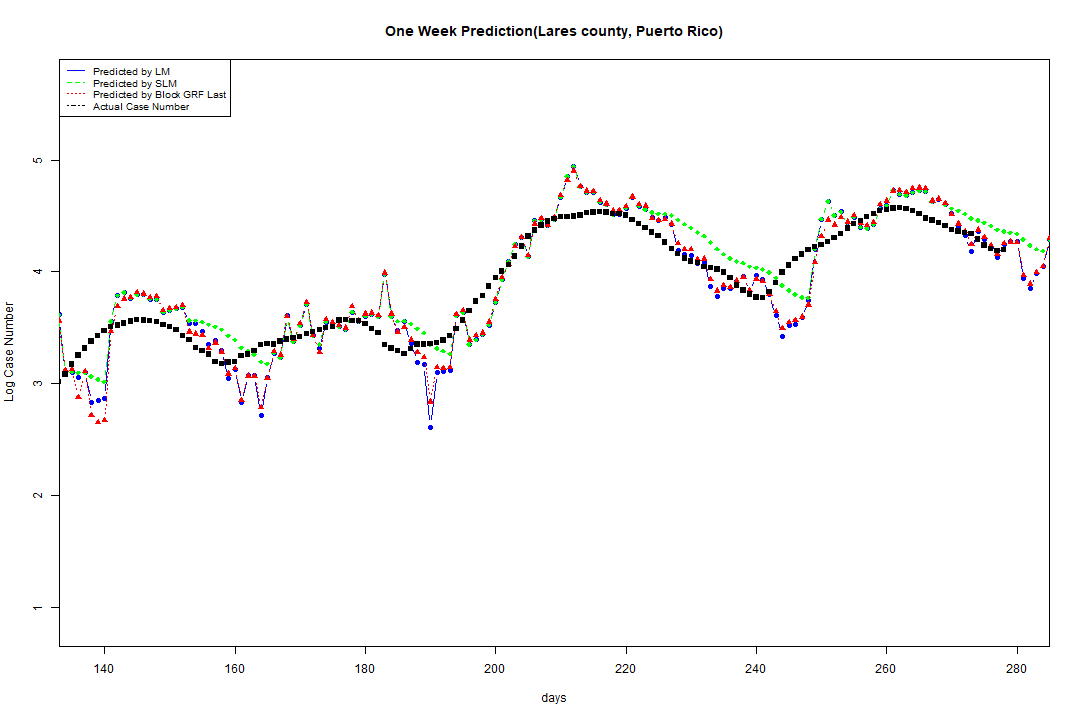 One Week Prediction(Lares county, Puerto Rico)
Predicted by LM
Predicted by SLM
Predicted by Block GRF Last
Actual Case Number
5
4
3
2
1
Log Case Number
140 160 180 200 220 240 260 280
days